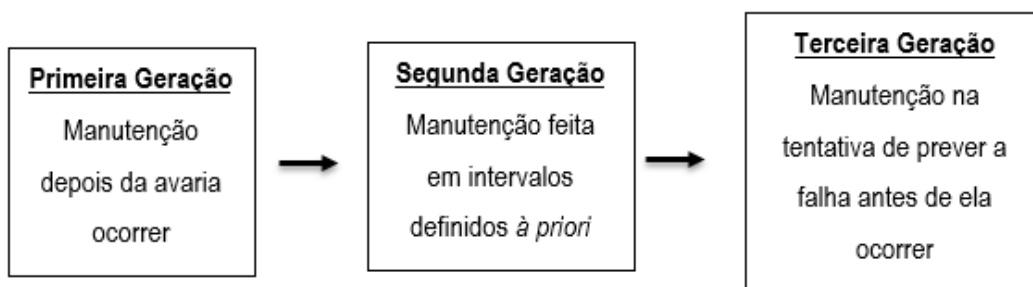 Primeira Geração
Manutenção
depois da avaria
ocorrer
Segunda Geração
Manutenção feita
em intervalos
definidos à priori
Terceira Geração
Manutenção na
tentativa de prever a
falha antes de ela
ocorrer